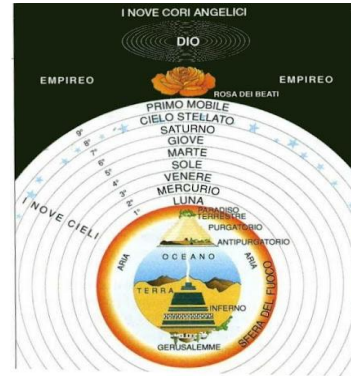 I NOVE CORI ANGELICI
DIO
EMPIREO
EMPIREO
ROSA DEI BEATI
PRIMO MOBILE
CIELO STELLATO
SATURNO
GIOVE
MARTE
SOLE
VENERE
MERCURIO
LUNA
9°
8°
7°
6°
5°
4°
3°
2°
1°
I NOVE CIELI
PARADISO
TERRESTRE
PURGATORIO
ANTIPURGATORIO
ARIA
OCEANO
ARIA
TERRA
INFERNO
GERUSALEMME
SFERA DEL FUOCO